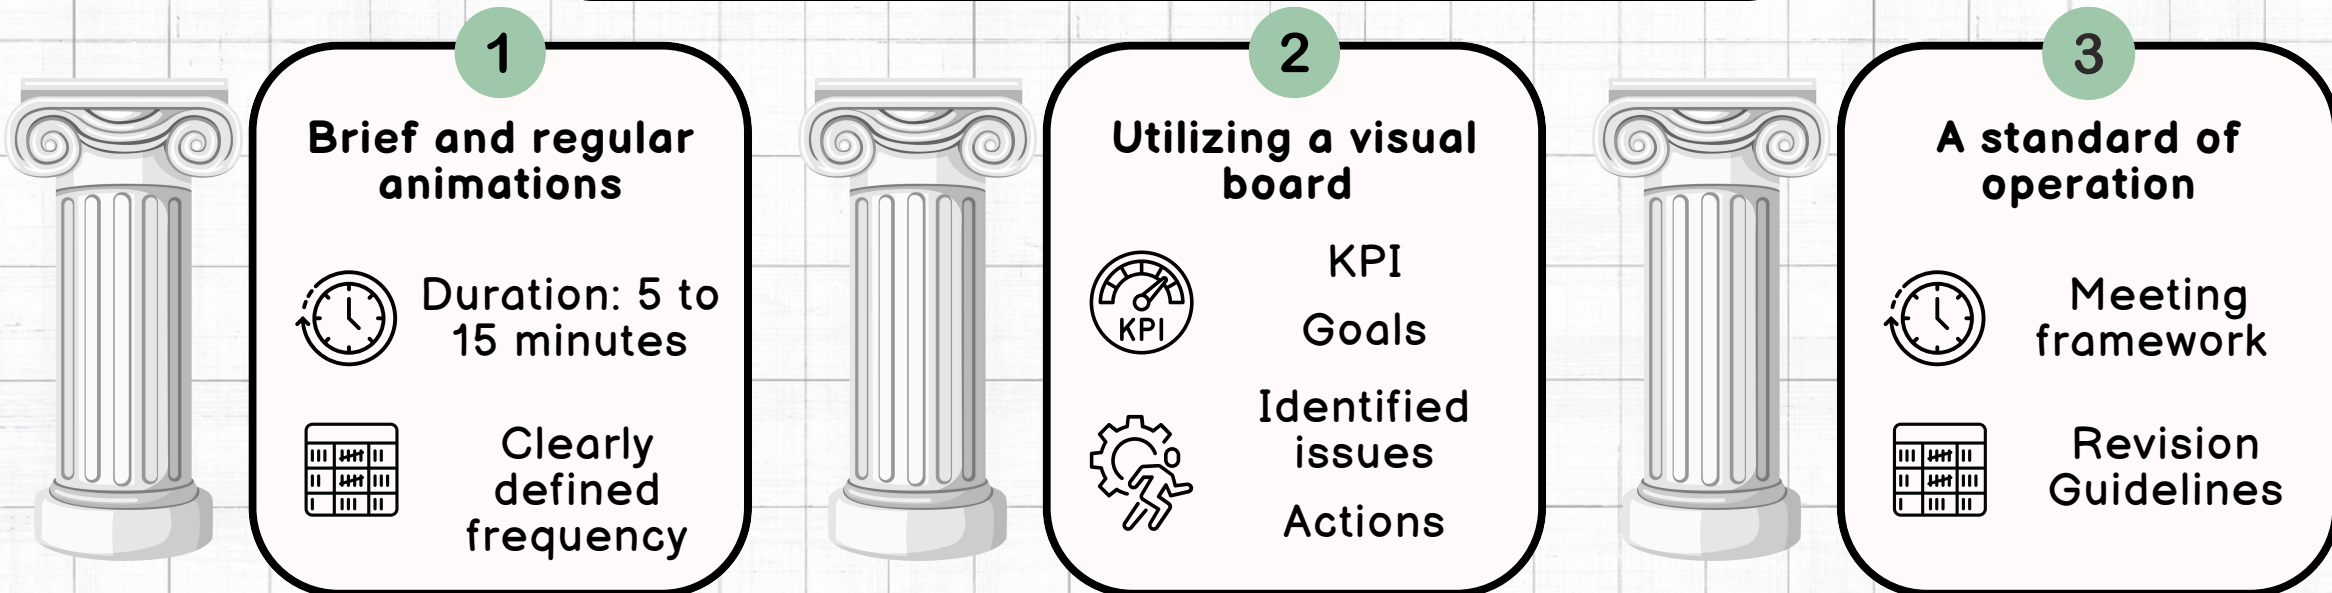 1
Brief and regular
animations
Duration: 5 to
15 minutes
Clearly
defined
frequency
2
Utilizing a visual
board
KPI
KPI
Goals
Identified
issues
Actions
3
A standard of
operation
Meeting
framework
Revision
Guidelines